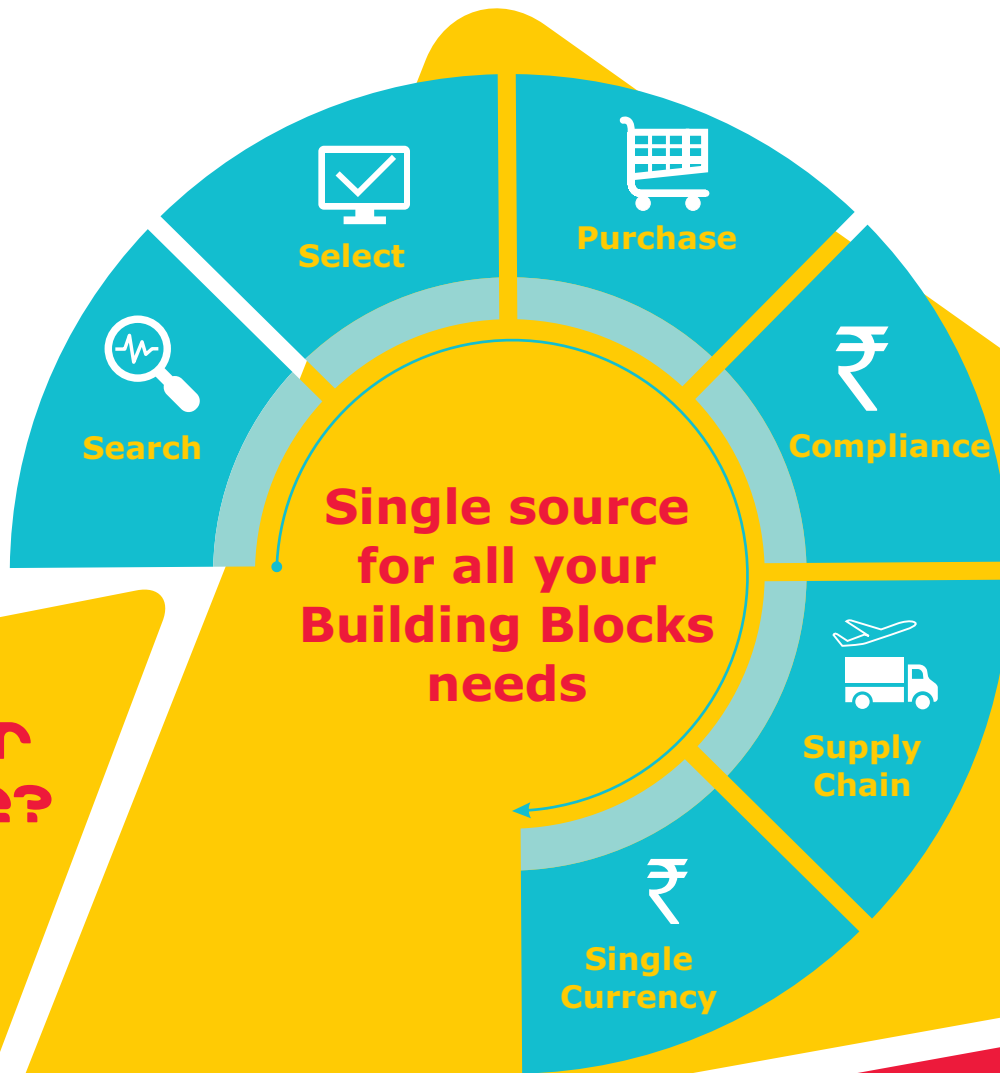 Search
Select
Purchase
Compliance
Supply
Chain
Single
Currency
Single source
for all your
Building Blocks
needs